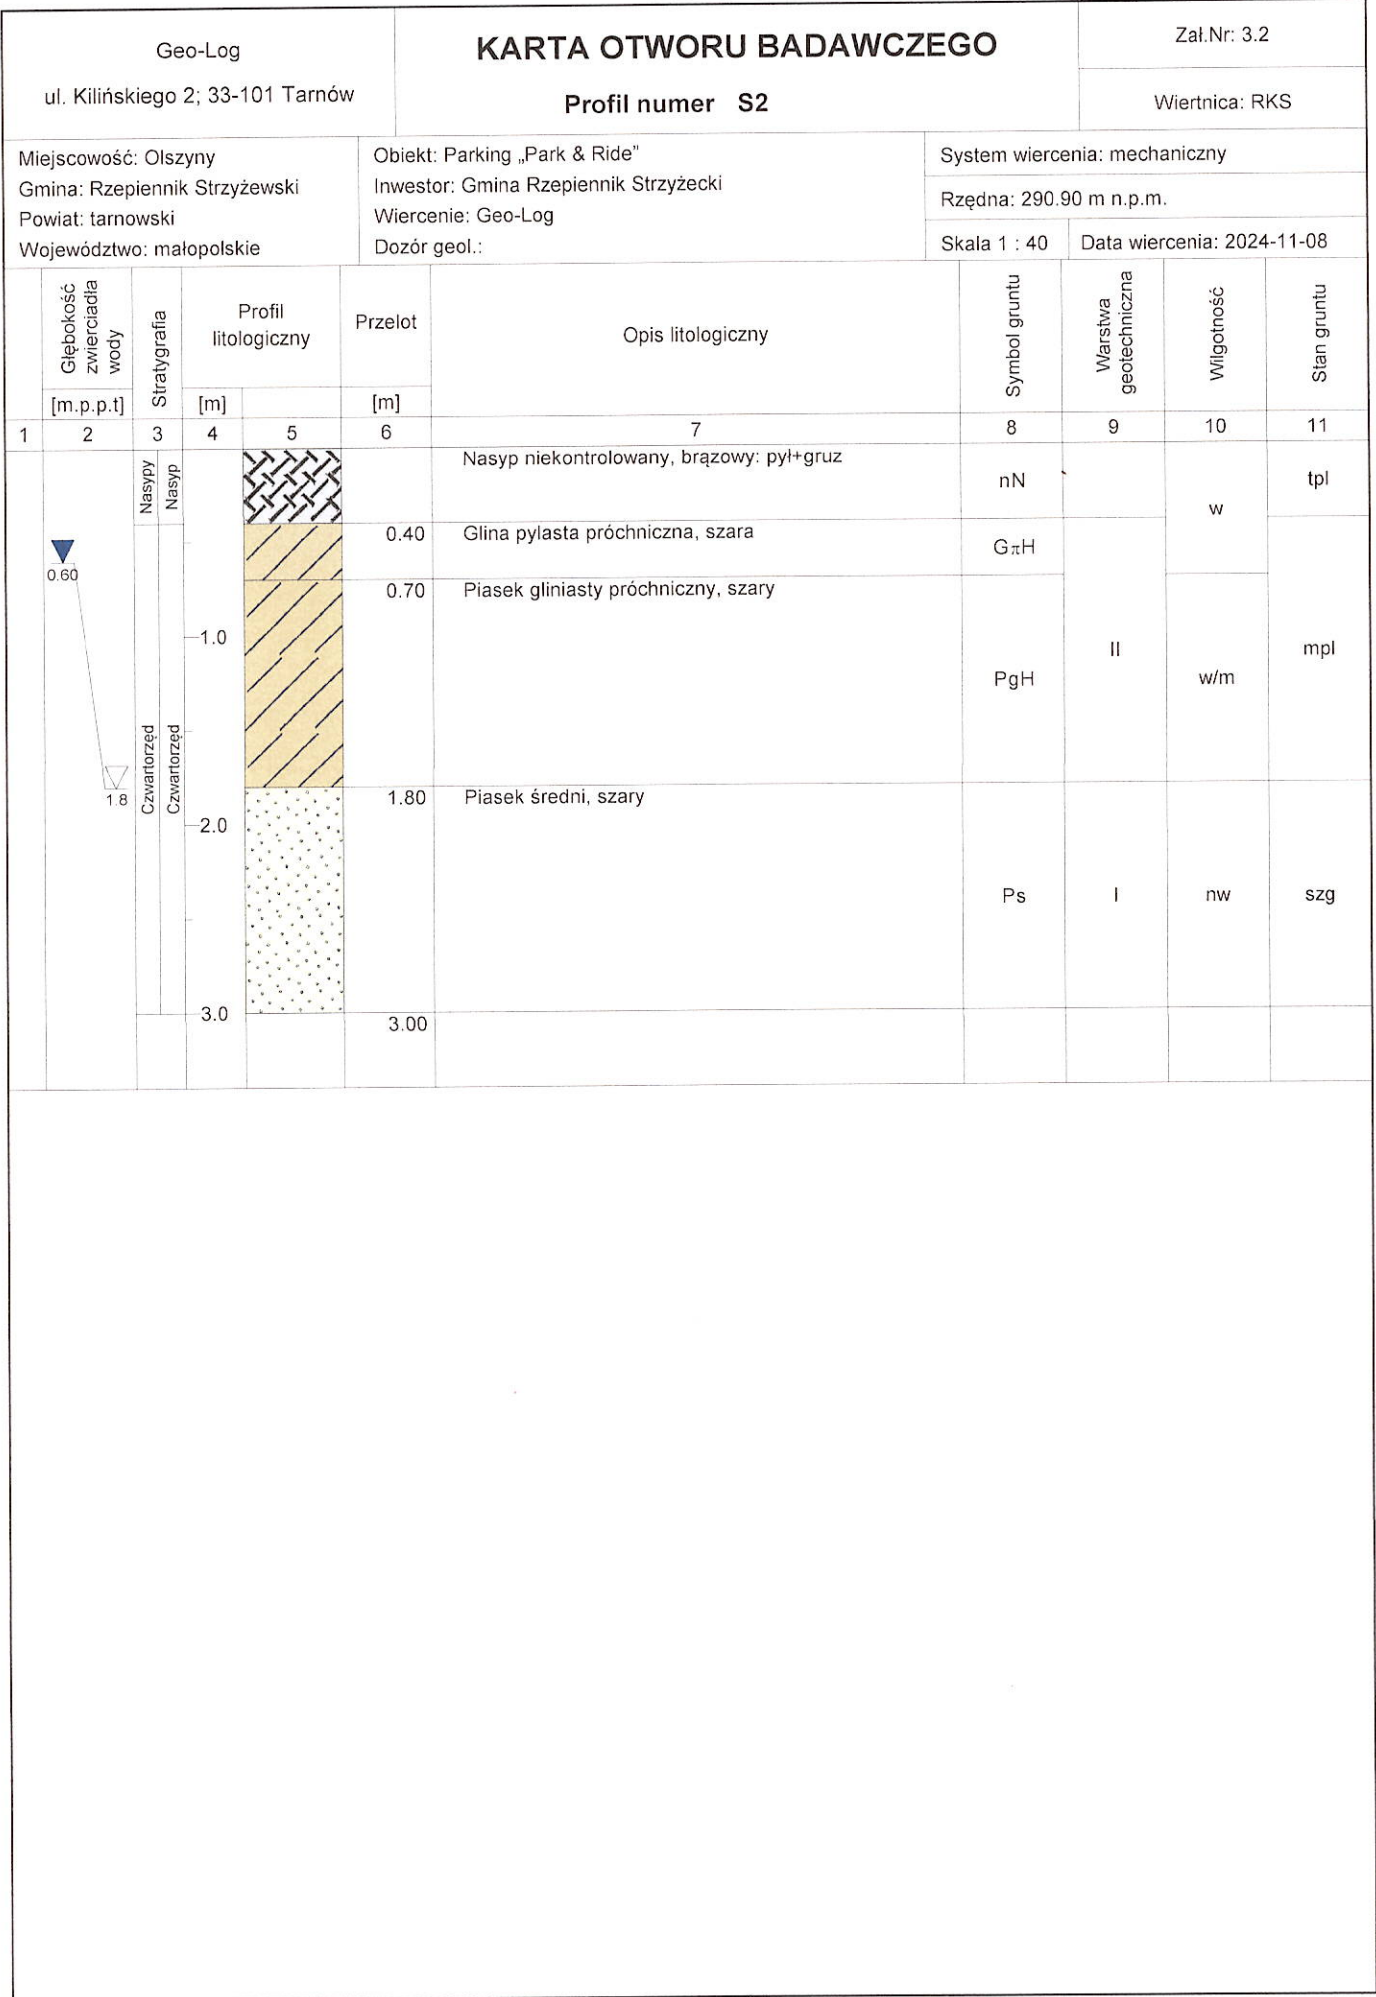 Geo-Log
ul. Kilińskiego 2; 33-101 Tarnów
KARTA OTWORU BADAWCZEGO
Profil numer S2
Zał.Nr: 3.2
Wiertnica: RKS
Miejscowość: Olszyny
Gmina: Rzepiennik Strzyżewski
Powiat: tarnowski
Województwo: małopolskie
Obiekt: Parking „Park & Ride”
Inwestor: Gmina Rzepiennik Strzyżecki
Wiercenie: Geo-Log
Dozór geol.:
System wiercenia: mechaniczny
Rzędna: 290.90 m n.p.m.
Skala 1 : 40
Data wiercenia: 2024-11-08
Głębokość
zwierciadła
wody
[m.p.p.t]
Stratygrafia
Profil
litologiczny
[m]
Przelot
[m]
Opis litologiczny
Symbol gruntu
Warstwa
geotechniczna
Wilgotność
Stan gruntu
1 2 3 4 5 6 7 8 9 10 11
Nasypy
Nasyp
Nasyp niekontrolowany, brązowy: pył+gruz
nN
w
tpl
0.40 Glina pylasta próchniczna, szara
GπH
0.60
0.70 Piasek gliniasty próchniczny, szary
1.0
PgH
II
w/m
mpl
Czwartorzęd
Czwartorzęd
1.8
1.80 Piasek średni, szary
2.0
Ps
I
nw
szg
3.0
3.00